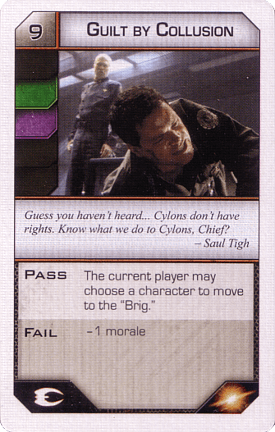 9
GUILT BY COLLUSION
Guess you haven't heard... Cylons don't have
rights. Know what we do to Cylons, Chief?
– Saul Tigh
PASS The current player may
choose a character to move
to the "Brig."
FAIL -1 morale